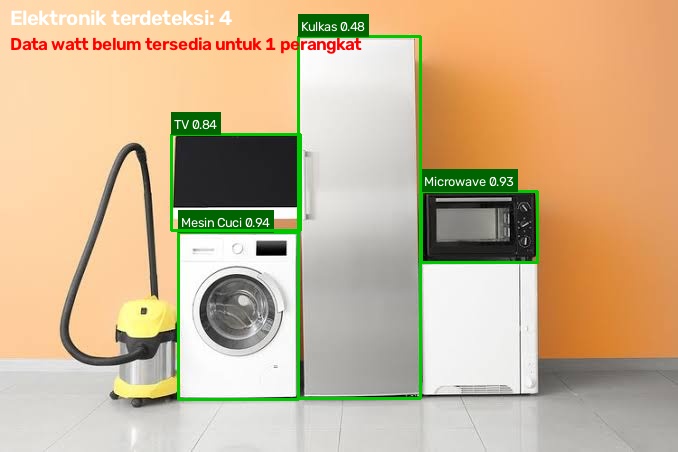 Elektronik terdeteksi: 4
Data watt belum tersedia untuk 1 perangkat
Kulkas 0.48
TV 0.84
Microwave 0.93
Mesin Cuci 0.94